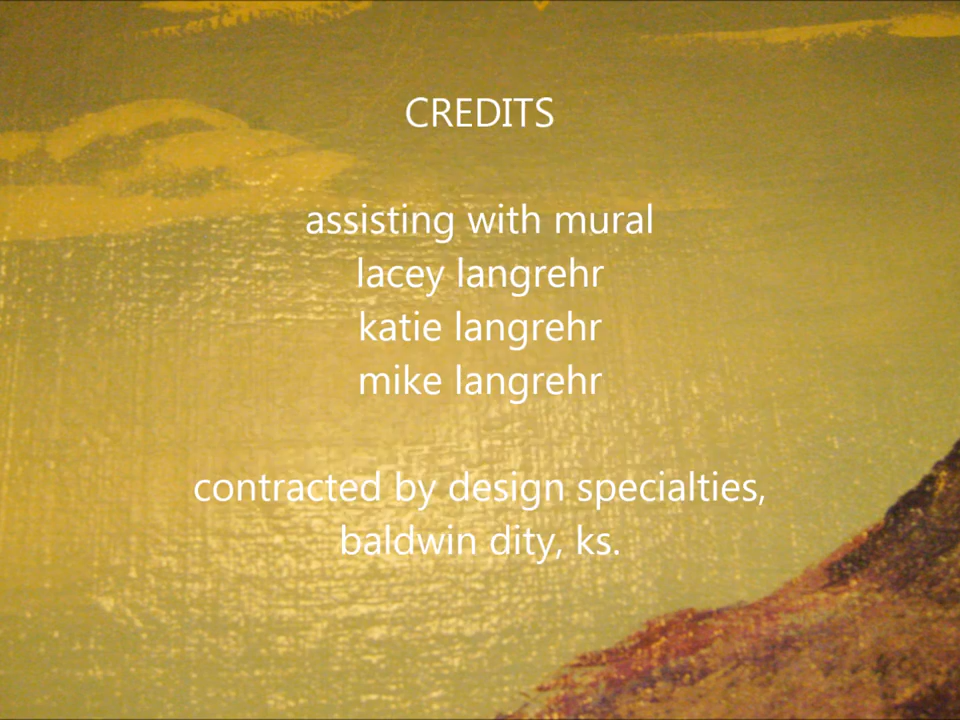 CREDITS
assisting with mural
lacey langrehr
katie langrehr
mike langrehr
contracted by design specialties,
baldwin dity, ks.